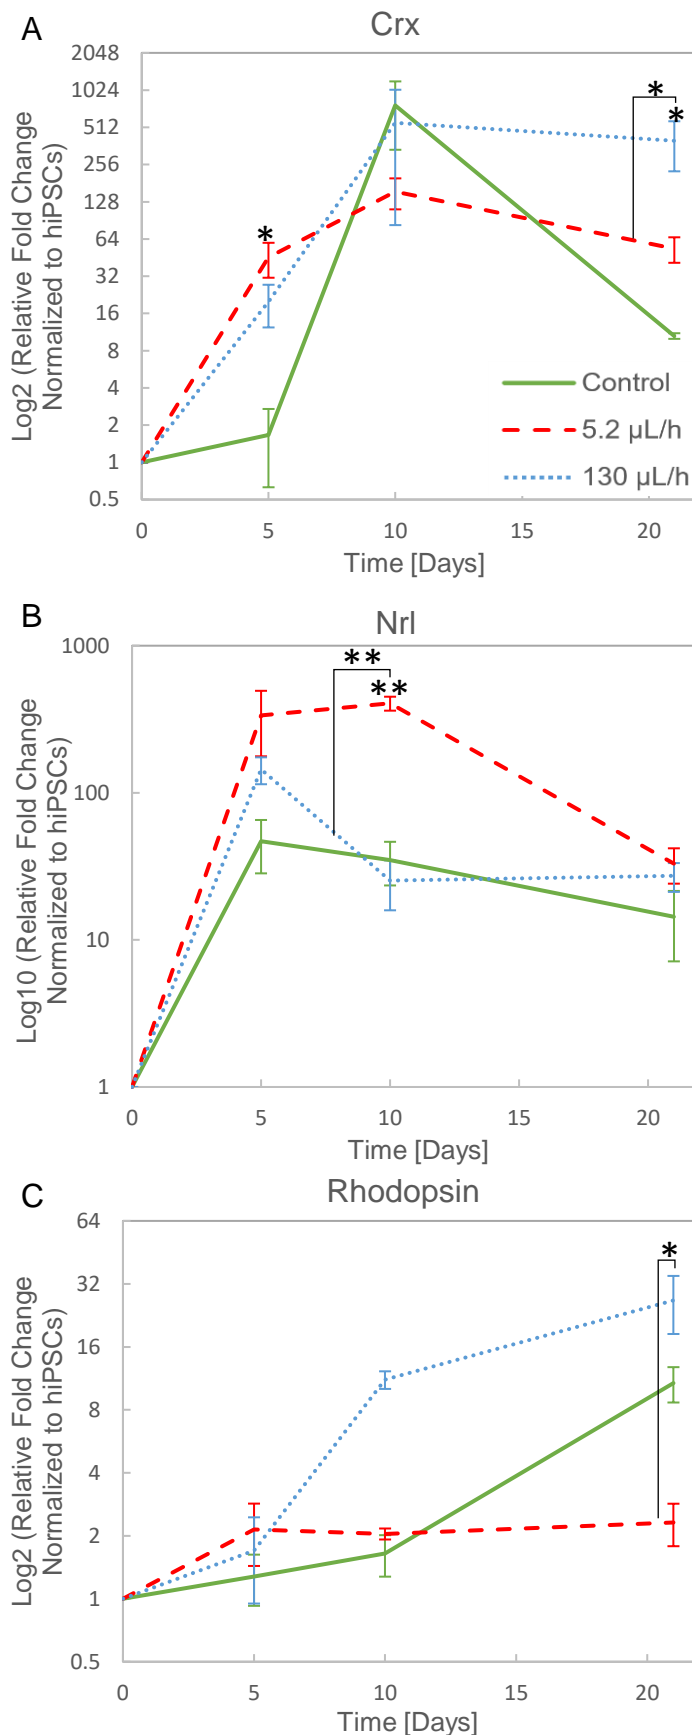 A
Crx
2048
1024
512
256
128
64
32
16
8
4
2
1
0.5
Log2 (Relative Fold Change
Normalized to hiPSCs)
*
*
*
Control
5.2 µL/h
130 µL/h
0
5
10
15
20
Time [Days]
B
Nrl
1000
100
10
1
Log10 (Relative Fold Change
Normalized to hiPSCs)
**
**
0
5
10
15
20
Time [Days]
C
Rhodopsin
64
32
16
8
4
2
1
0.5
Log2 (Relative Fold Change
Normalized to hiPSCs)
*
0
5
10
15
20
Time [Days]